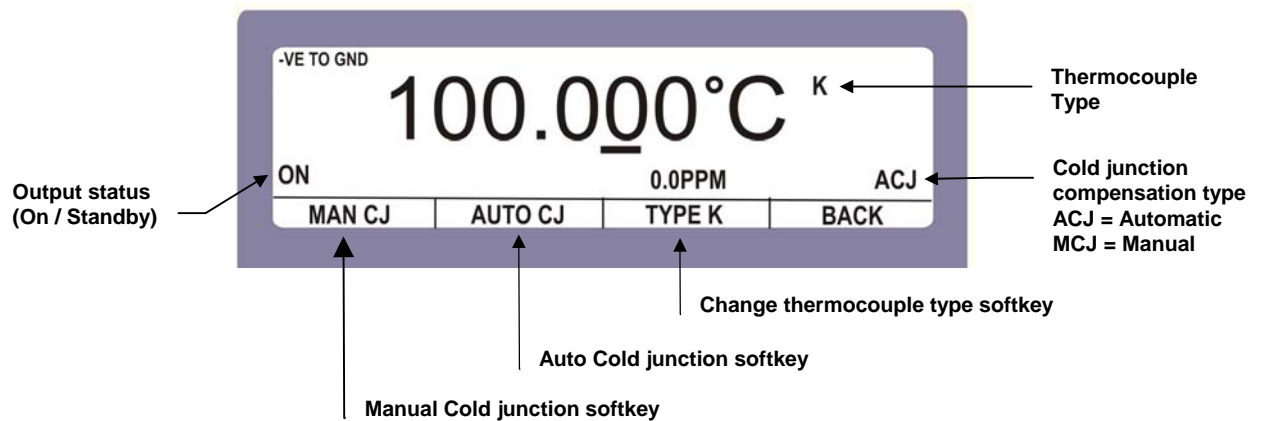 -VE TO GND
100.000°C K
ON 0.0PPM ACJ
MAN CJ AUTO CJ TYPE K BACK
Thermocouple
Type
Output status
(On / Standby)
Cold junction
compensation type
ACJ = Automatic
MCJ = Manual
Change thermocouple type softkey
Auto Cold junction softkey
Manual Cold junction softkey